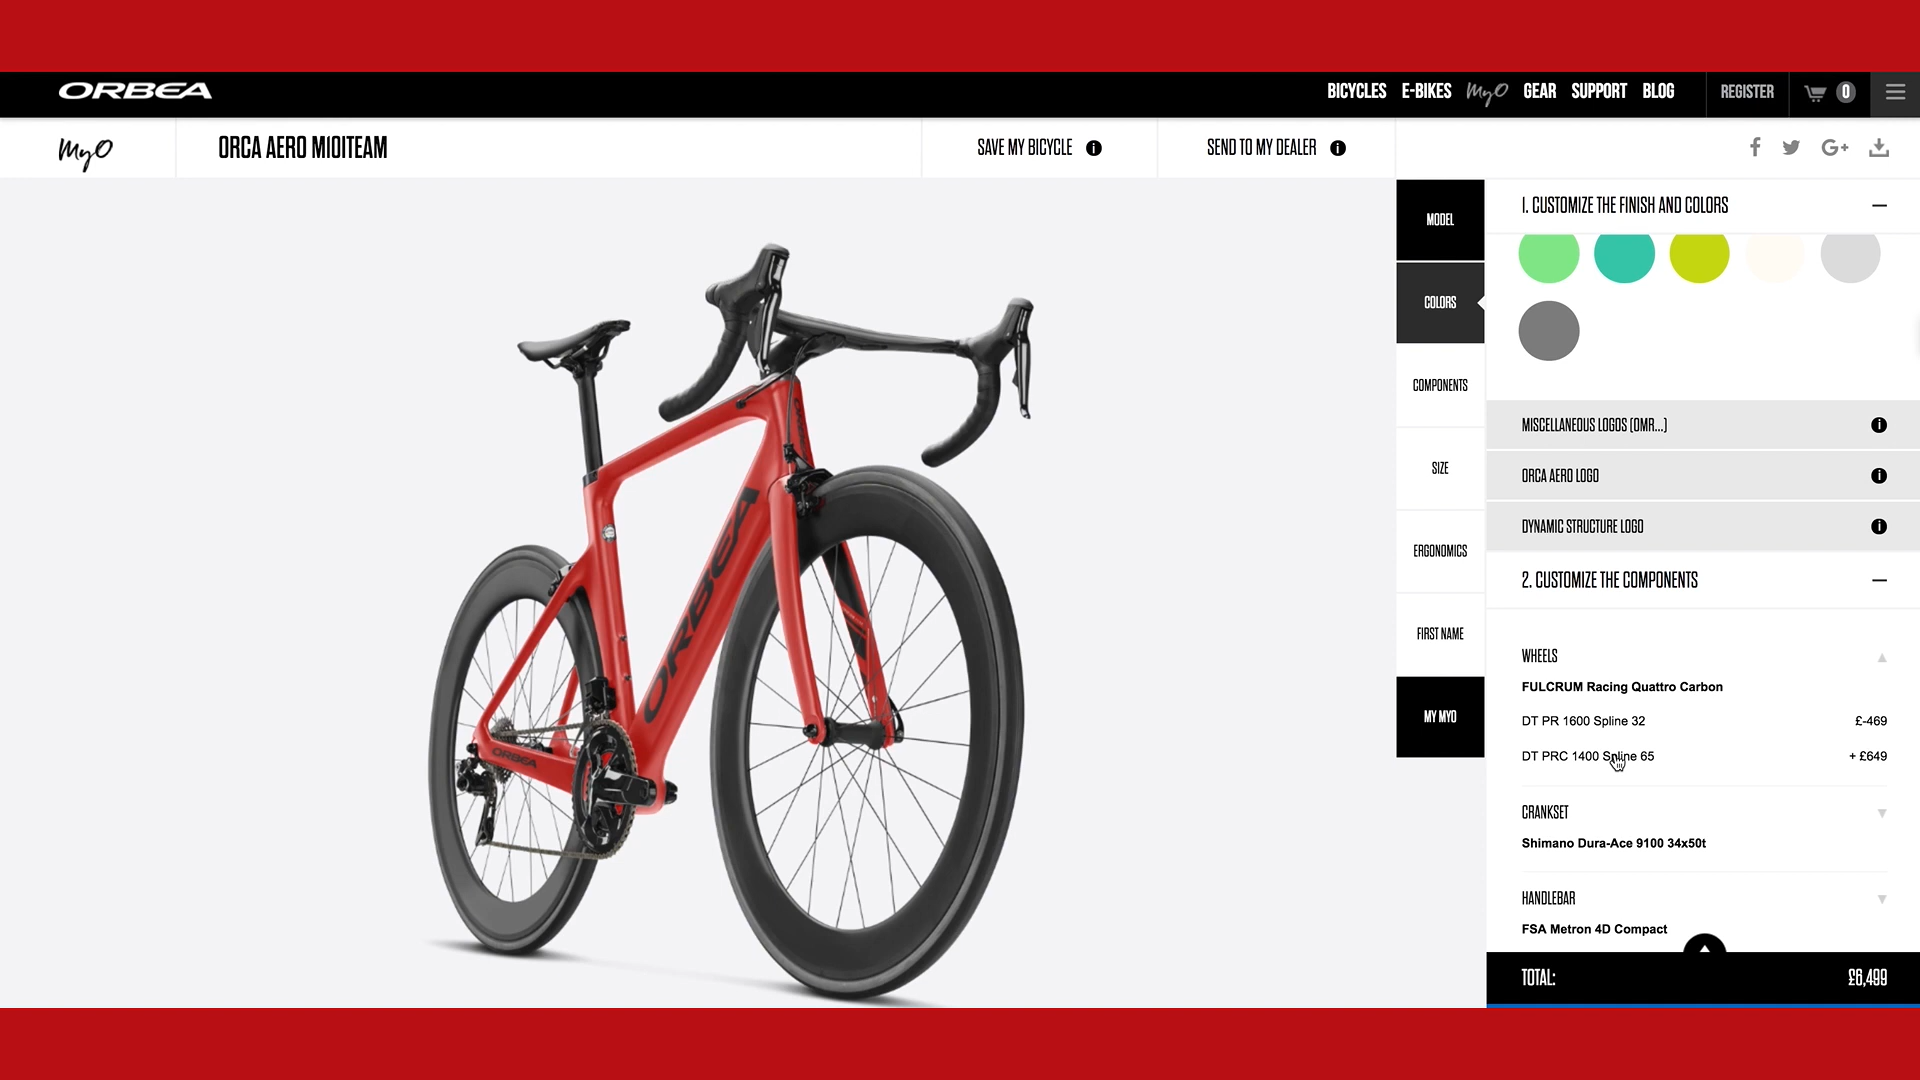 ORBEA
BICYCLES E-BIKES MyO GEAR SUPPORT BLOG REGISTER 0
MyO ORCA AERO M10ITEAM SAVE MY BICYCLE i SEND TO MY DEALER i f G+
MODEL
COLORS
COMPONENTS
SIZE
ERGONOMICS
FIRST NAME
MY MYO
1. CUSTOMIZE THE FINISH AND COLORS
MISCELLANEOUS LOGOS (OMR...) i
ORCA AERO LOGO i
DYNAMIC STRUCTURE LOGO i
2. CUSTOMIZE THE COMPONENTS
WHEELS
FULCRUM Racing Quattro Carbon
DT PR 1600 Spline 32 £-469
DT PRC 1400 Spline 65 + £649
CRANKSET
Shimano Dura-Ace 9100 34x50t
HANDLEBAR
FSA Metron 4D Compact
TOTAL: £6,499
ORBEA
ORBEA